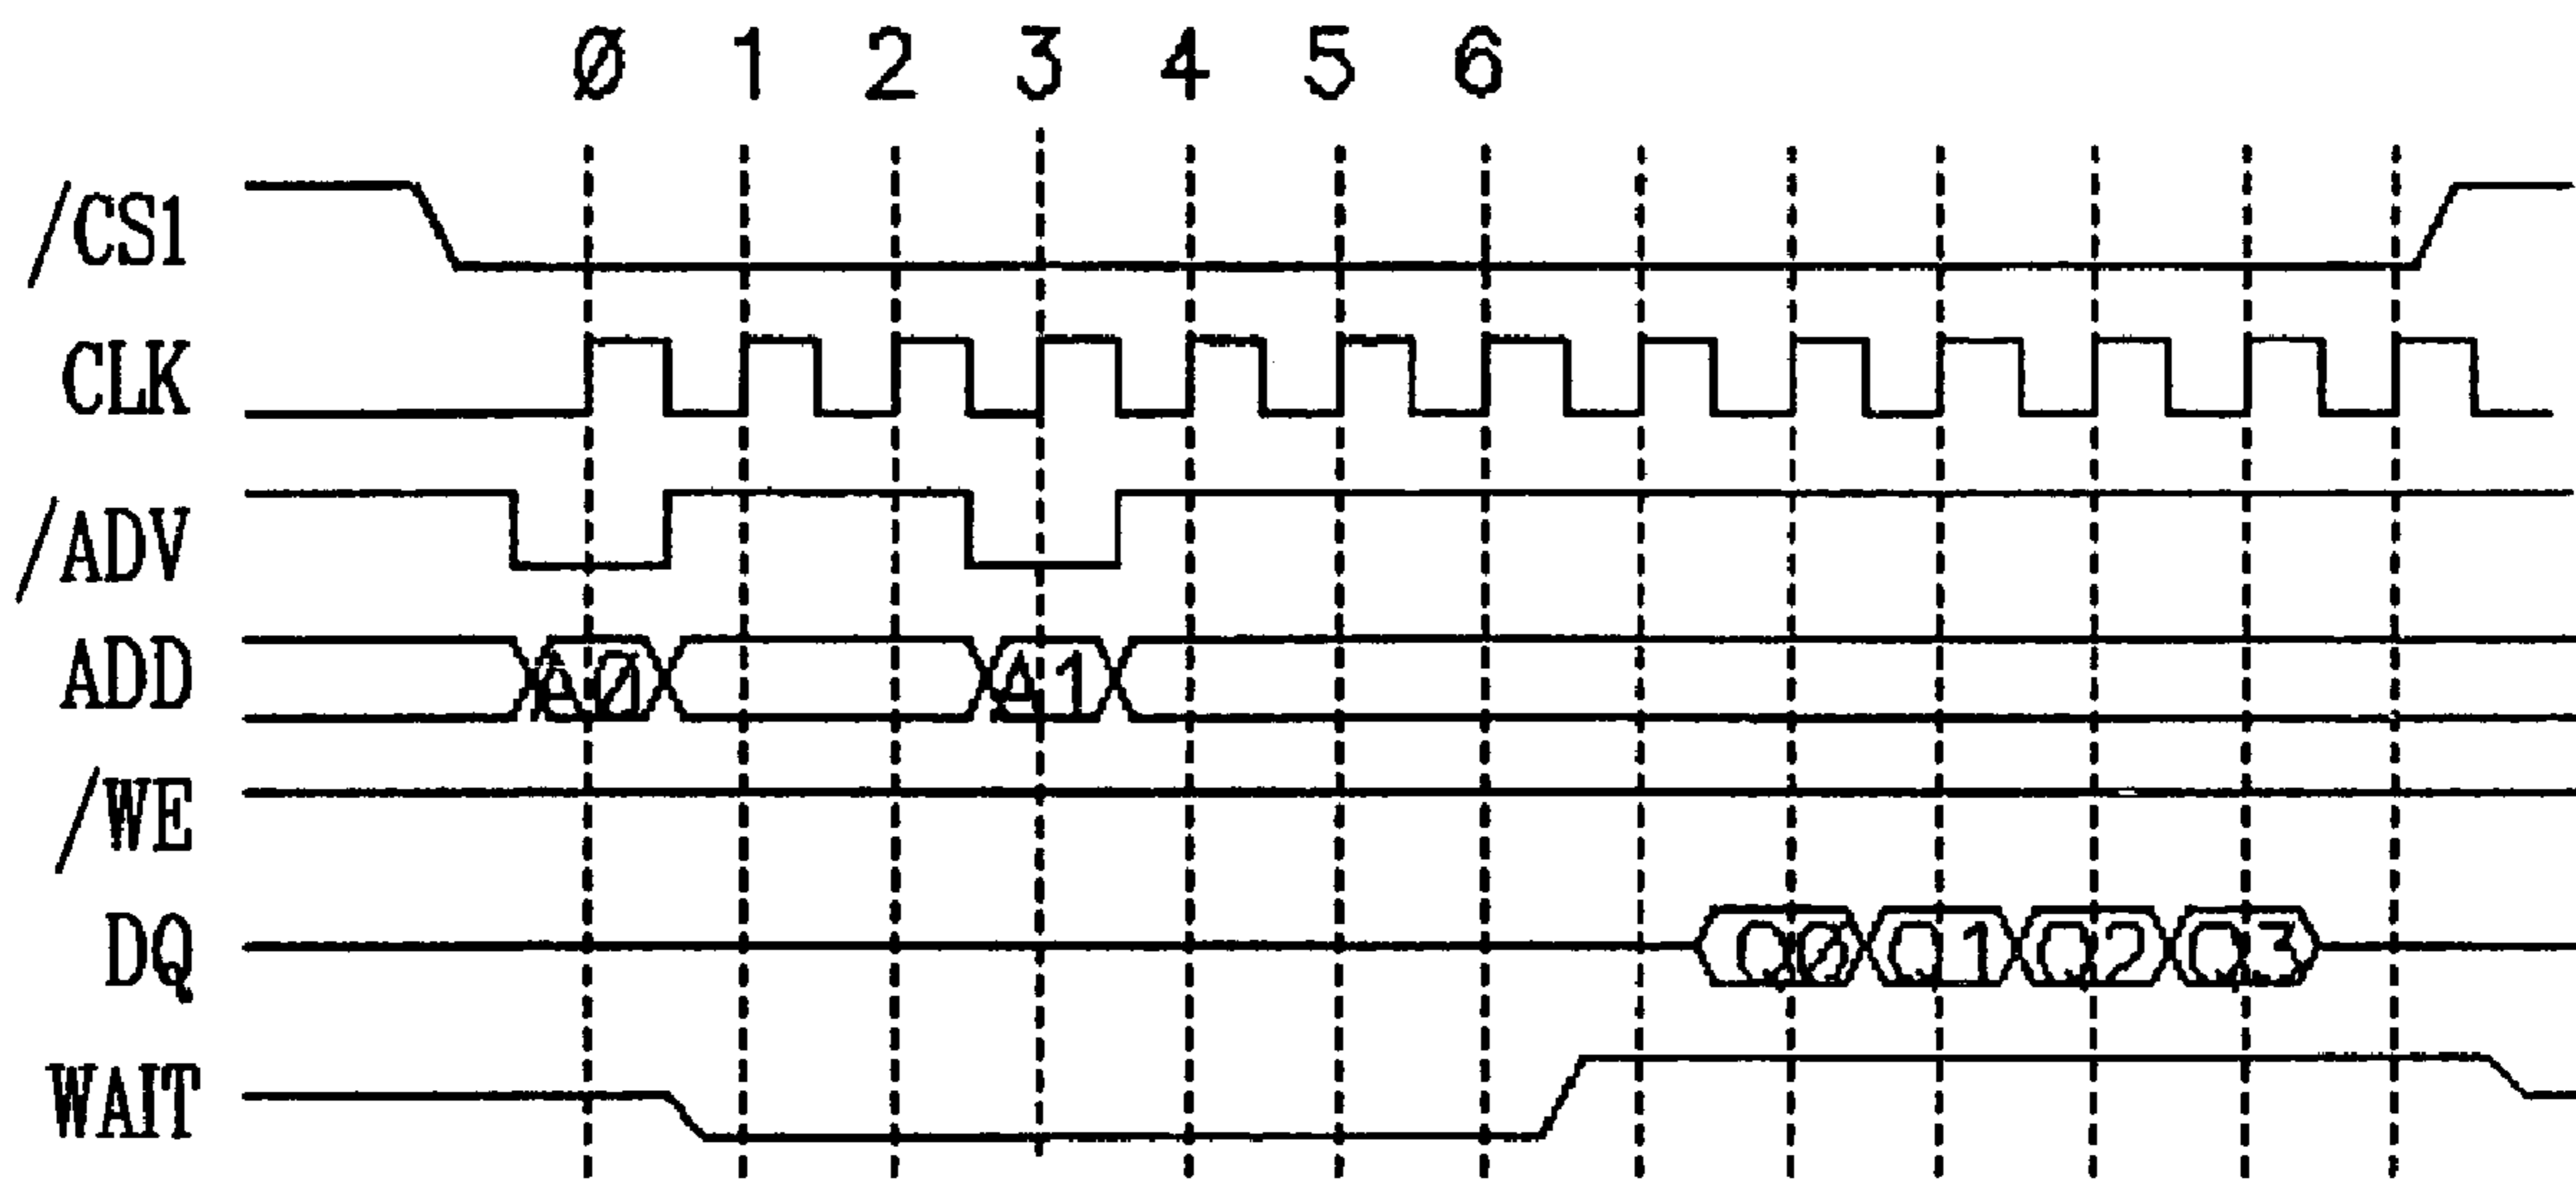 Ø 1 2 3 4 5 6
/CS1
CLK
/ADV
ADD AØ A1
/WE
DQ QØ Q1 Q2 Q3
WAIT